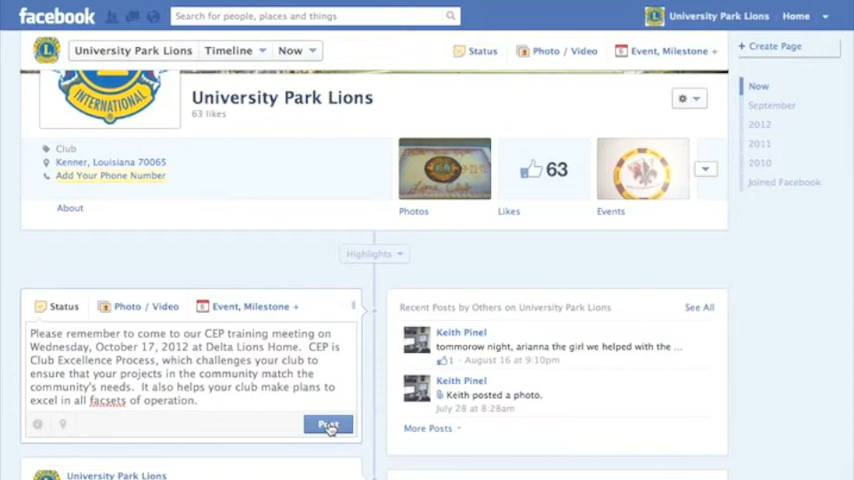 facebook
Search for people, places and things
University Park Lions
Home
University Park Lions
Timeline
Now
Status
Photo / Video
Event, Milestone +
+ Create Page
INTERNATIONAL
University Park Lions
63 likes
Now
September
2012
2011
2010
Joined Facebook
Club
Kenner, Louisiana 70065
Add Your Phone Number
About
63
Photos
Likes
Events
Highlights
Status
Photo / Video
Event, Milestone +
Please remember to come to our CEP training meeting on
Wednesday, October 17, 2012 at Delta Lions Home. CEP is
Club Excellence Process, which challenges your club to
ensure that your projects in the community match the
community's needs. It also helps your club make plans to
excel in all facsets of operation.
Post
Recent Posts by Others on University Park Lions
See All
Keith Pinel
tommorow night, arianna the girl we helped with the ...
1 · August 16 at 9:10pm
Keith Pinel
Keith posted a photo.
July 28 at 8:28am
More Posts
University Park Lions